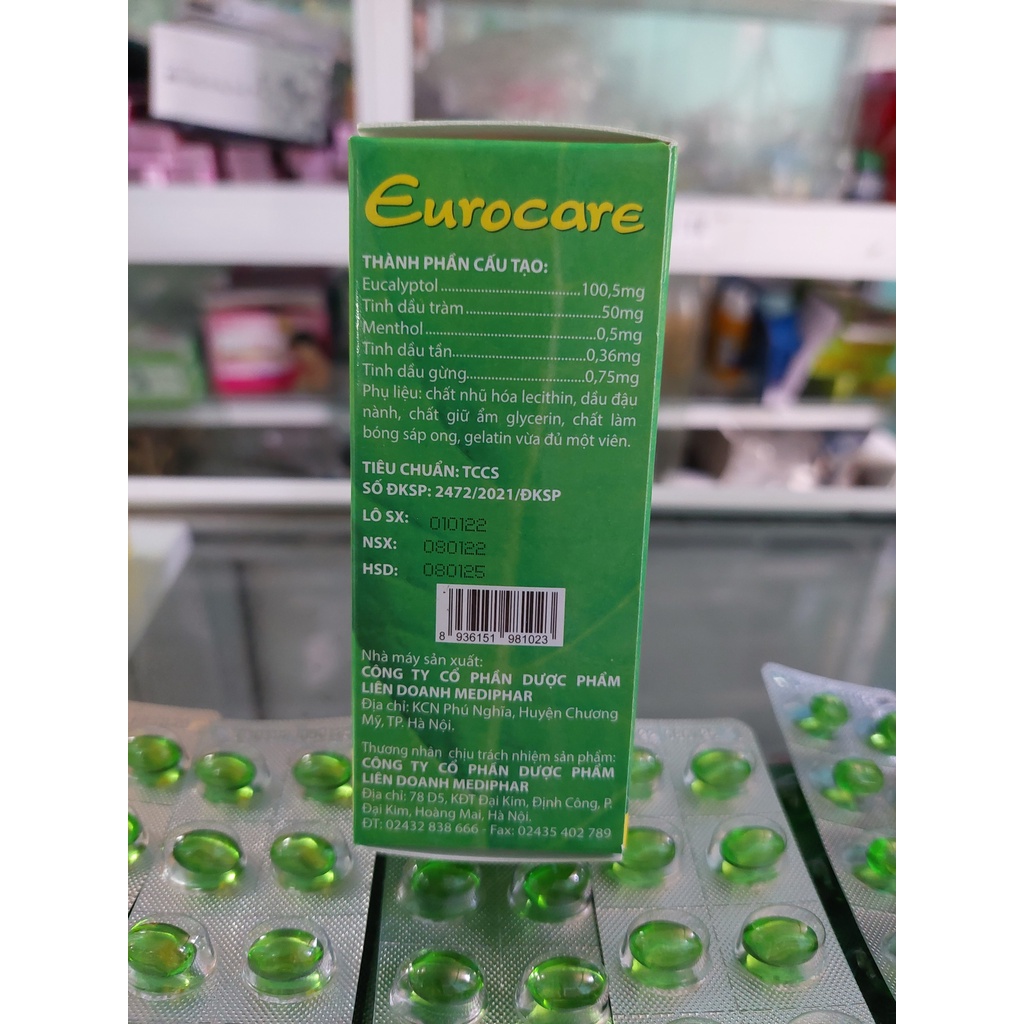 Eurocare
THÀNH PHẦN CẤU TẠO:
Eucalyptol...................................100,5mg
Tinh dầu tràm..................................50mg
Menthol...........................................0,5mg
Tinh dầu tần.................................0,36mg
Tinh dầu gừng.............................0,75mg
Phụ liệu: chất nhũ hóa lecithin, dầu đậu
nành, chất giữ ẩm glycerin, chất làm
bóng sáp ong, gelatin vừa đủ một viên.
TIÊU CHUẨN: TCCS
SỐ ĐKSP: 2472/2021/ĐKSP
LÔ SX: 010122
NSX: 080122
HSD: 080125
8 936151 981023
Nhà máy sản xuất:
CÔNG TY CỔ PHẦN DƯỢC PHẨM
LIÊN DOANH MEDIPHAR
Địa chỉ: KCN Phú Nghĩa, Huyện Chương
Mỹ, TP. Hà Nội.
Thương nhân chịu trách nhiệm sản phẩm:
CÔNG TY CỔ PHẦN DƯỢC PHẨM
LIÊN DOANH MEDIPHAR
Địa chỉ: 78 D5, KĐT Đại Kim, Định Công, P.
Đại Kim, Hoàng Mai, Hà Nội.
ĐT: 02432 838 666 - Fax: 02435 402 789